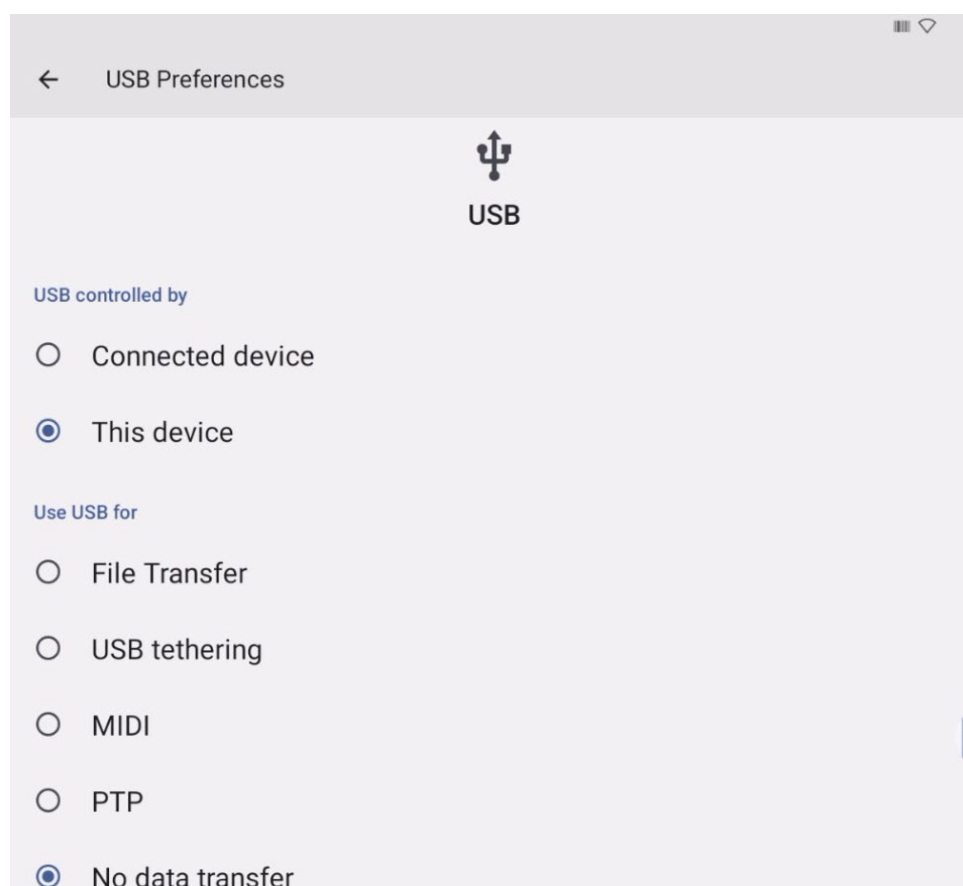 USB Preferences
USB
USB controlled by
Connected device
This device
Use USB for
File Transfer
USB tethering
MIDI
PTP
No data transfer